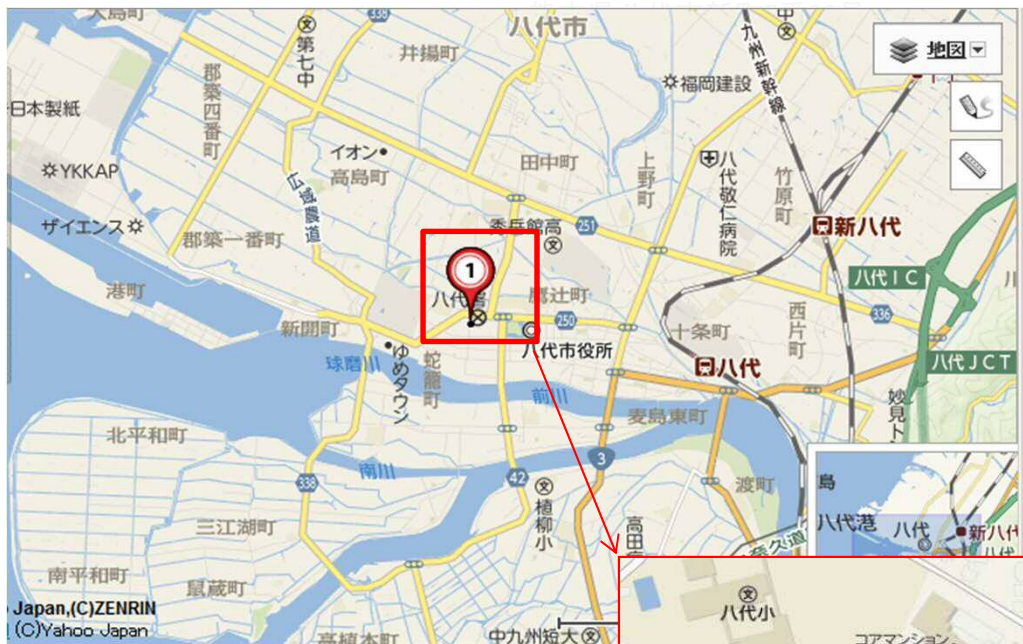 八代市
338
井揚町
第七中
中
九州新幹線
地図
日本製紙
郡築四番町
福岡建設
イオン
高島町
田中町
上野町
八代敬仁病院
竹原町
YKKAP
広域農道
ザイエンス
郡築一番町
秀岳館高
251
新八代
港町
1
八代署
鷹辻町
八代IC
川
新開町
250
336
八代市役所
十条町
西片町
球磨川
ゆめタウン
蛇籠町
八代
八代JCT
前川
麦島東町
妙見
北平和町
南川
3
338
42
植柳小
渡町
島
八代港
八代
新八代
三江湖町
高田
南平和町
鼠蔵町
八代小
Japan,(C)ZENRIN
(C)Yahoo Japan
高植本町
中九州短大
コアマンション